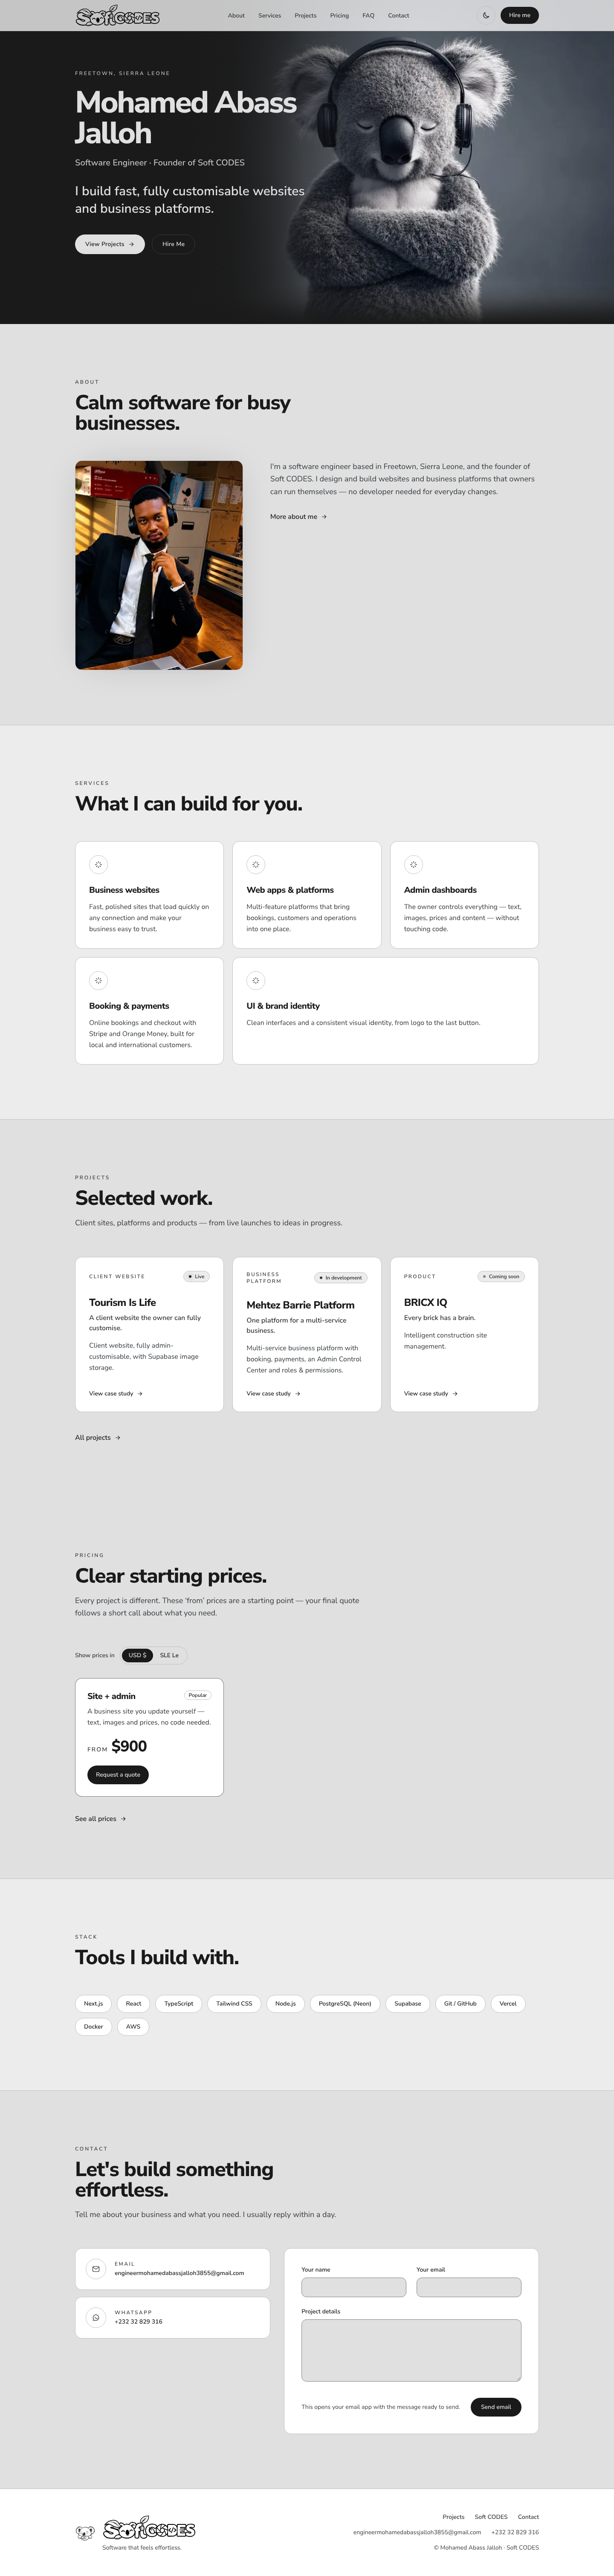 Soft CODES
About Services Projects Pricing FAQ Contact
Hire me
FREETOWN, SIERRA LEONE
Mohamed Abass
Jalloh
Software Engineer · Founder of Soft CODES
I build fast, fully customisable websites
and business platforms.
View Projects →
Hire Me
ABOUT
Calm software for busy
businesses.
I'm a software engineer based in Freetown, Sierra Leone, and the founder of
Soft CODES. I design and build websites and business platforms that owners
can run themselves — no developer needed for everyday changes.
More about me →
SERVICES
What I can build for you.
Business websites
Fast, polished sites that load quickly on
any connection and make your
business easy to trust.
Web apps & platforms
Multi-feature platforms that bring
bookings, customers and operations
into one place.
Admin dashboards
The owner controls everything — text,
images, prices and content — without
touching code.
Booking & payments
Online bookings and checkout with
Stripe and Orange Money, built for
local and international customers.
UI & brand identity
Clean interfaces and a consistent visual identity, from logo to the last button.
PROJECTS
Selected work.
Client sites, platforms and products — from live launches to ideas in progress.
CLIENT WEBSITE
Live
Tourism Is Life
A client website the owner can fully
customise.
Client website, fully admin-
customisable, with Supabase image
storage.
View case study →
BUSINESS
PLATFORM
In development
Mehtez Barrie Platform
One platform for a multi-service
business.
Multi-service business platform with
booking, payments, an Admin Control
Center and roles & permissions.
View case study →
PRODUCT
Coming soon
BRICX IQ
Every brick has a brain.
Intelligent construction site
management.
View case study →
All projects →
PRICING
Clear starting prices.
Every project is different. These ‘from’ prices are a starting point — your final quote
follows a short call about what you need.
Show prices in USD $ SLE Le
Site + admin
Popular
A business site you update yourself —
text, images and prices, no code needed.
FROM $900
Request a quote
See all prices →
STACK
Tools I build with.
Next.js React TypeScript Tailwind CSS Node.js PostgreSQL (Neon) Supabase Git / GitHub Vercel
Docker AWS
CONTACT
Let's build something
effortless.
Tell me about your business and what you need. I usually reply within a day.
EMAIL
engineermohamedabassjalloh3855@gmail.com
WHATSAPP
+232 32 829 316
Your name
Your email
Project details
This opens your email app with the message ready to send.
Send email
Soft CODES
Software that feels effortless.
Projects Soft CODES Contact
engineermohamedabassjalloh3855@gmail.com +232 32 829 316
© Mohamed Abass Jalloh · Soft CODES